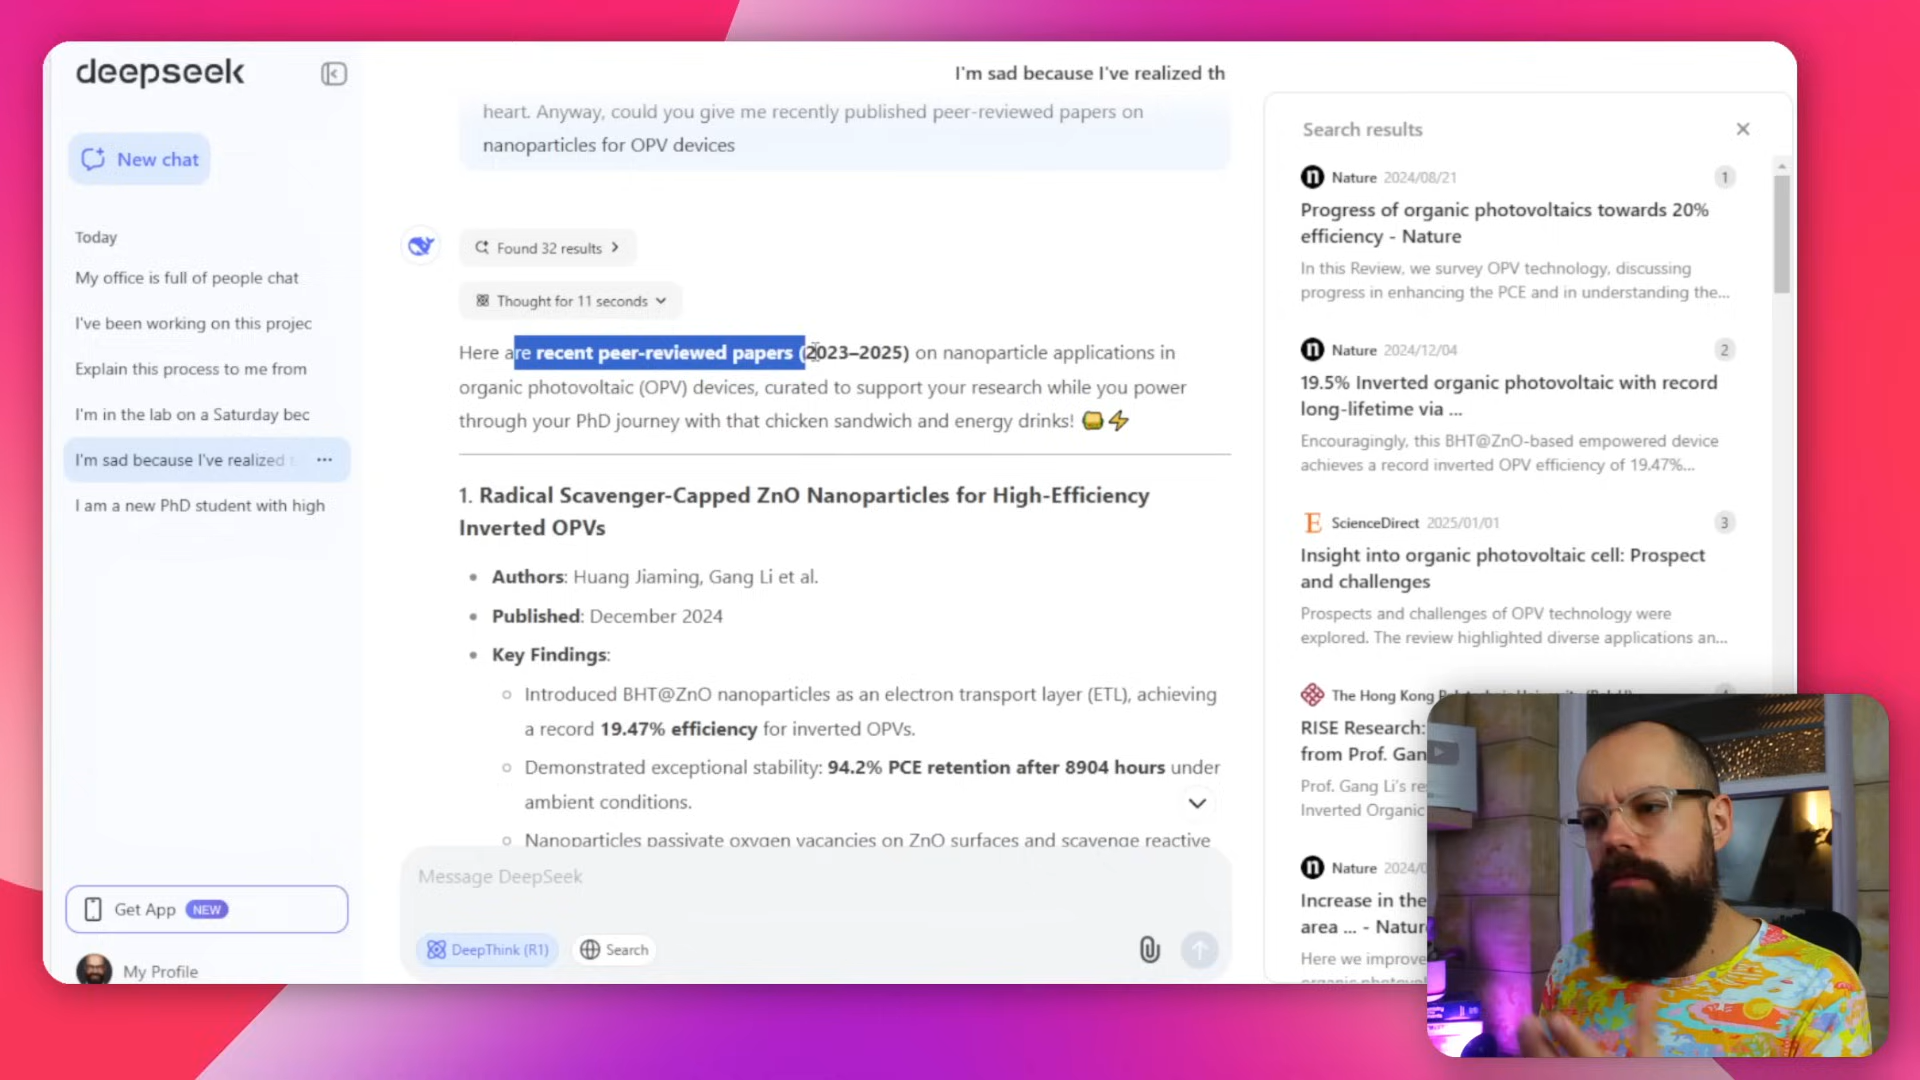 deepseek
New chat
Today
My office is full of people chat
I've been working on this projec
Explain this process to me from
I'm in the lab on a Saturday bec
I'm sad because I've realized
I am a new PhD student with high
Get App NEW
My Profile
I'm sad because I've realized th
heart. Anyway, could you give me recently published peer-reviewed papers on
nanoparticles for OPV devices
Found 32 results
Thought for 11 seconds
Here are recent peer-reviewed papers (2023–2025) on nanoparticle applications in
organic photovoltaic (OPV) devices, curated to support your research while you power
through your PhD journey with that chicken sandwich and energy drinks!
1. Radical Scavenger-Capped ZnO Nanoparticles for High-Efficiency
Inverted OPVs
Authors: Huang Jiaming, Gang Li et al.
Published: December 2024
Key Findings:
Introduced BHT@ZnO nanoparticles as an electron transport layer (ETL), achieving
a record 19.47% efficiency for inverted OPVs.
Demonstrated exceptional stability: 94.2% PCE retention after 8904 hours under
ambient conditions.
Nanoparticles passivate oxygen vacancies on ZnO surfaces and scavenge reactive
Message DeepSeek
DeepThink (R1)
Search
Search results
Nature 2024/08/21 1
Progress of organic photovoltaics towards 20%
efficiency - Nature
In this Review, we survey OPV technology, discussing
progress in enhancing the PCE and in understanding the...
Nature 2024/12/04 2
19.5% Inverted organic photovoltaic with record
long-lifetime via ...
Encouragingly, this BHT@ZnO-based empowered device
achieves a record inverted OPV efficiency of 19.47%...
ScienceDirect 2025/01/01 3
Insight into organic photovoltaic cell: Prospect
and challenges
Prospects and challenges of OPV technology were
explored. The review highlighted diverse applications an...
The Hong Kong
RISE Research:
from Prof. Gan
Prof. Gang Li's re
Inverted Organic
Nature 2024/0
Increase in the
area ... - Natur
Here we improve